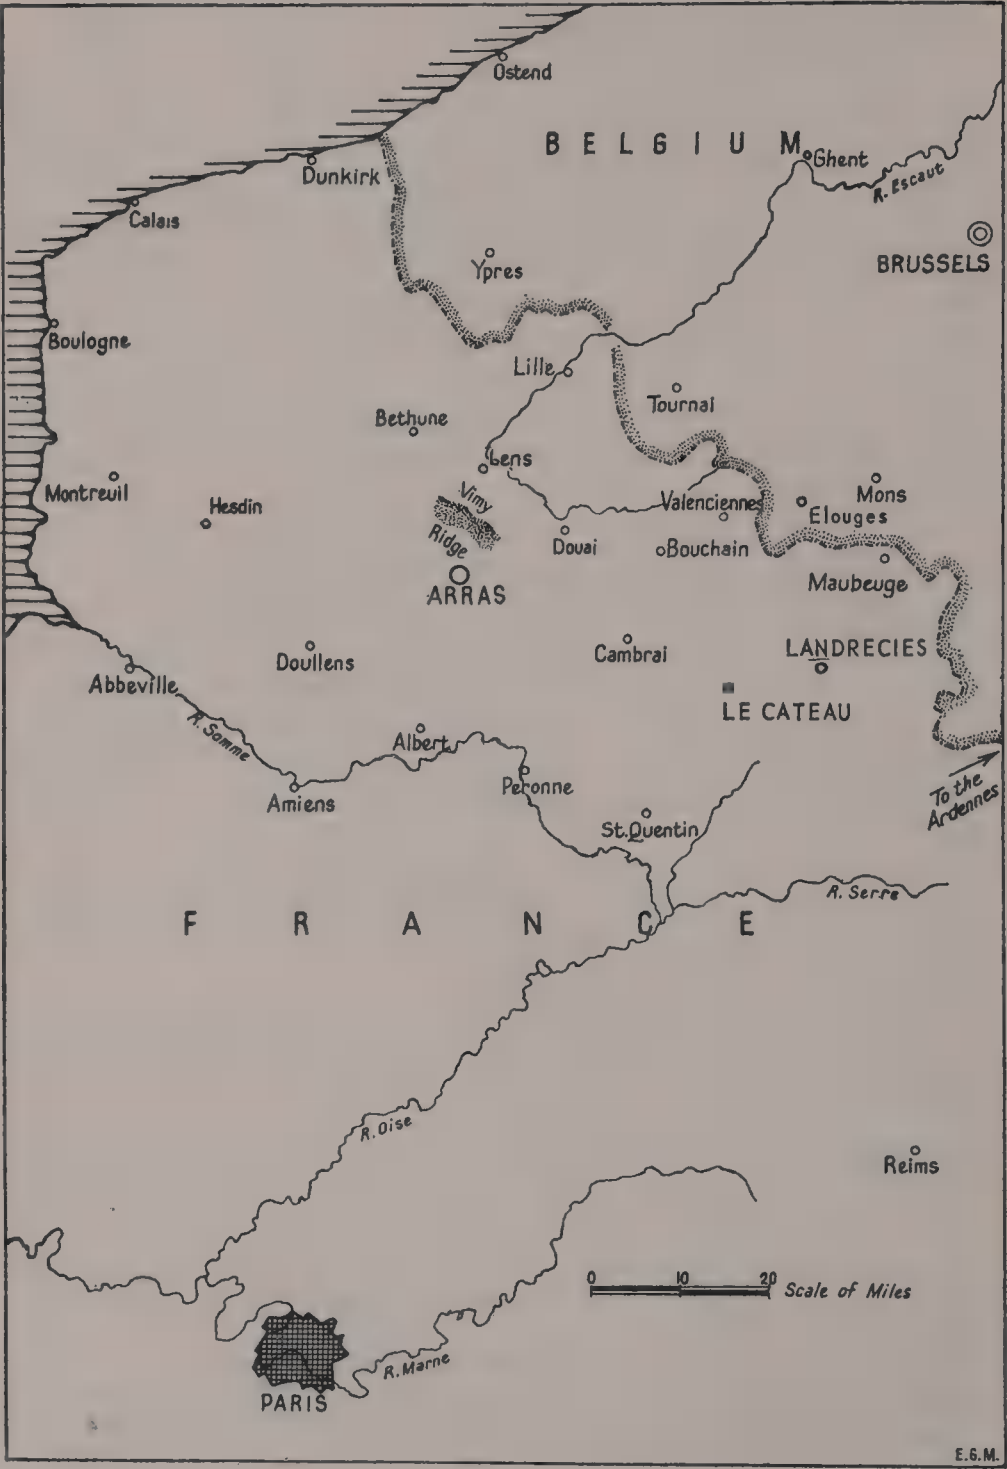 Ostend
BELGIUM
Ghent
Dunkirk
R. Escaut
Calais
BRUSSELS
Ypres
Boulogne
Lille
Tournai
Bethune
Lens
Montreuil
Hesdin
Vimy
Ridge
Valenciennes
Mons
Elouges
Douai
Bouchain
Maubeuge
ARRAS
Doullens
Cambrai
LANDRECIES
Abbeville
LE CATEAU
R. Somme
Albert
Amiens
Peronne
To the
Ardennes
St. Quentin
R. Serre
FRANCE
R. Oise
Reims
0 10 20
Scale of Miles
R. Marne
PARIS
E.G.M.